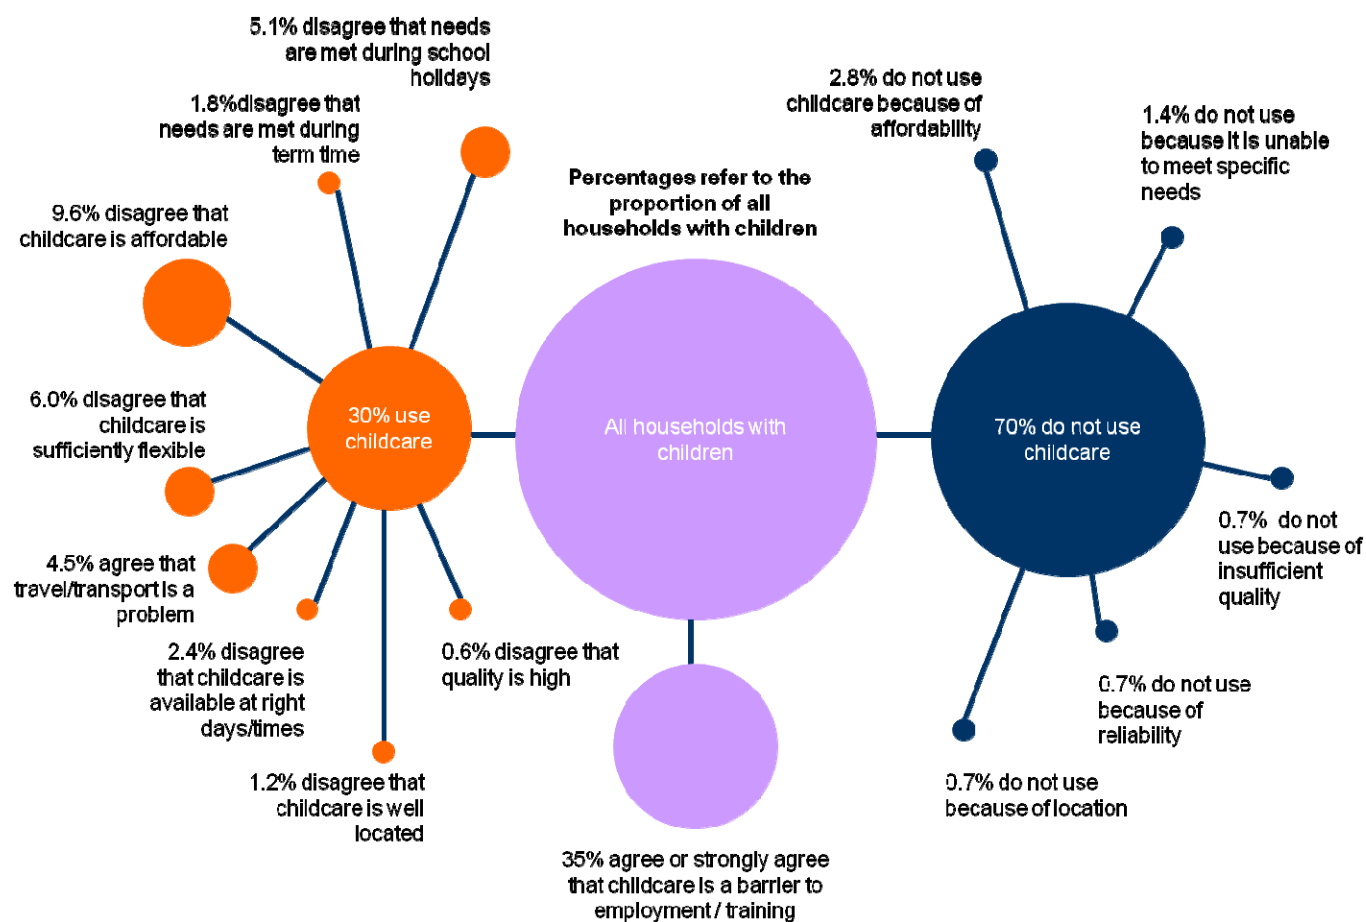 5.1% disagree that needs
are met during school
holidays
1.8%disagree that
needs are met during
term time
9.6% disagree that
childcare is affordable
6.0% disagree that
childcare is
sufficiently flexible
4.5% agree that
travel/transport is a
problem
2.4% disagree
that childcare is
available at right
days/times
1.2% disagree that
childcare is well
located
0.6% disagree that
quality is high
30% use
childcare
Percentages refer to the
proportion of all
households with children
All households with
children
35% agree or strongly agree
that childcare is a barrier to
employment / training
2.8% do not use
childcare because of
affordability
1.4% do not use
because it is unable
to meet specific
needs
70% do not use
childcare
0.7%  do not
use because of
insufficient
quality
0.7% do not use
because of
reliability
0.7% do not use
because of location